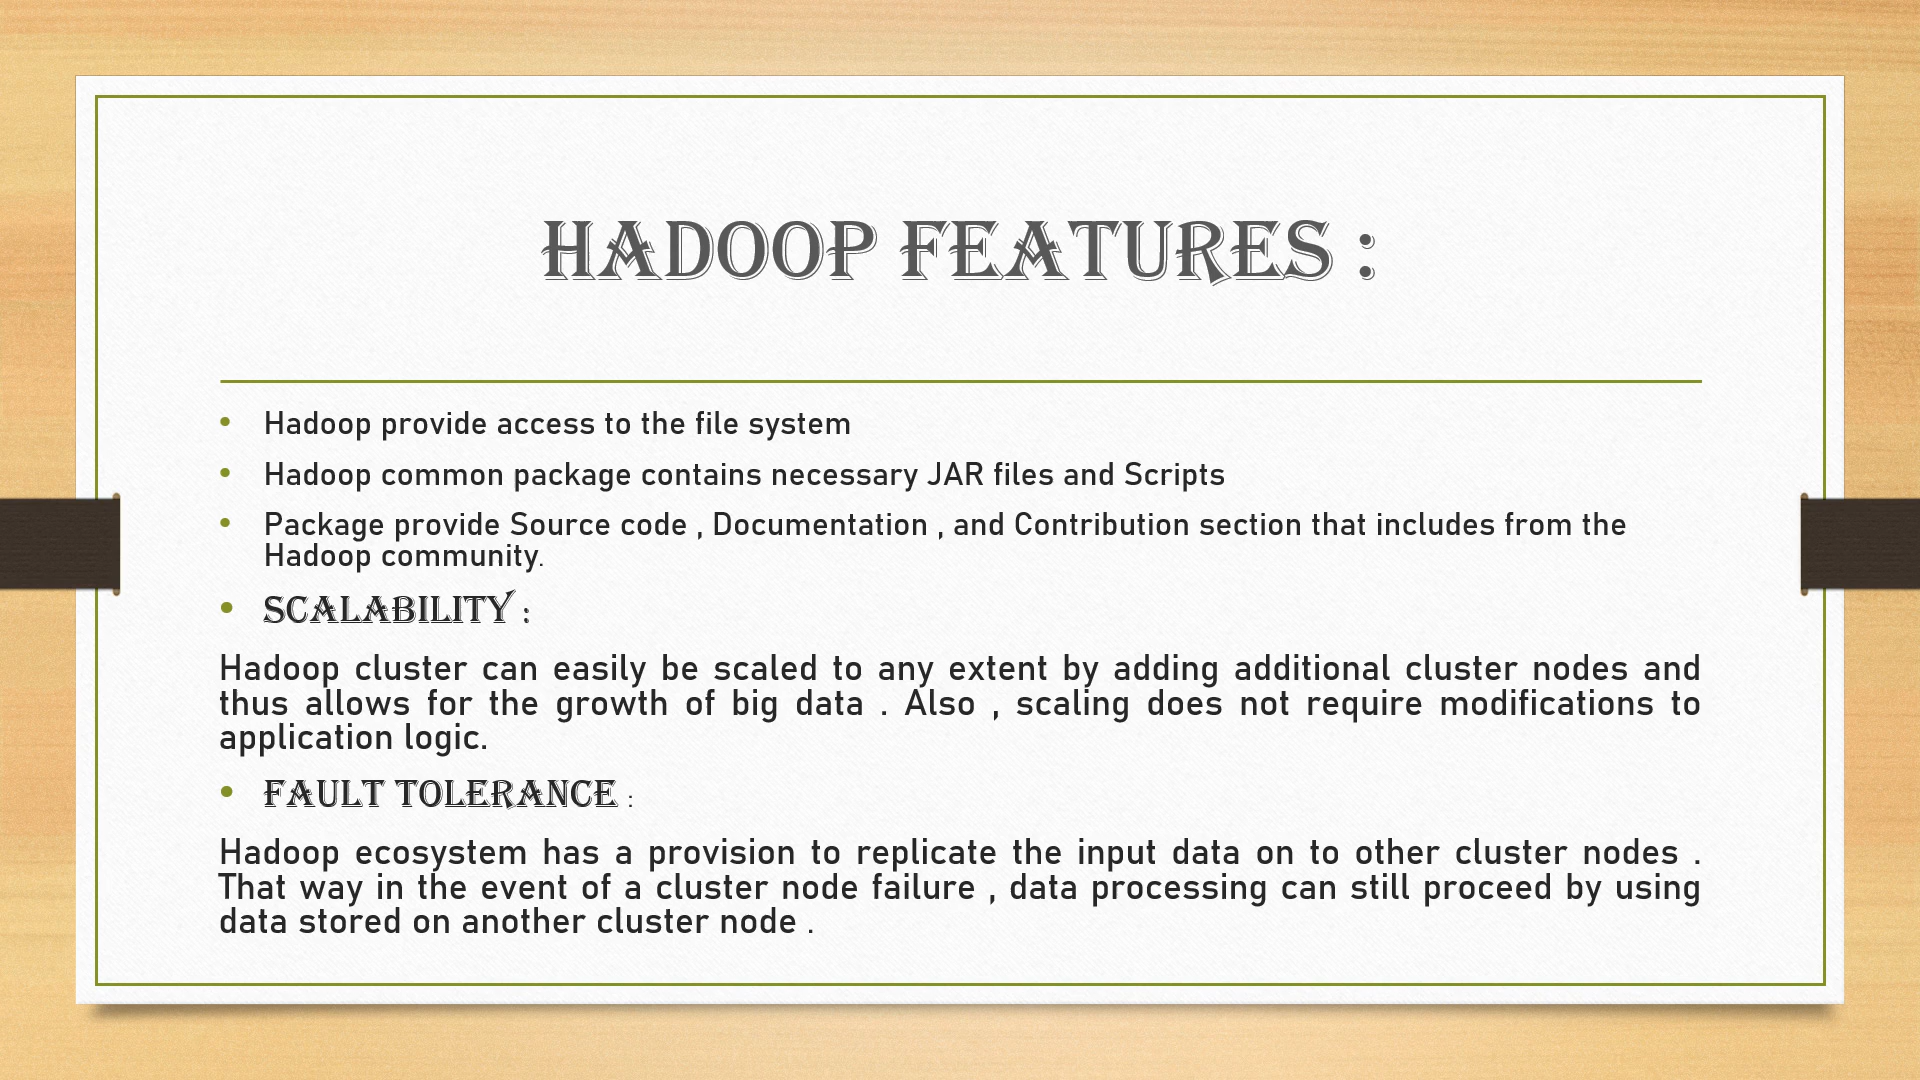 HADOOP FEATURES :
• Hadoop provide access to the file system
• Hadoop common package contains necessary JAR files and Scripts
• Package provide Source code , Documentation , and Contribution section that includes from the
Hadoop community.
• SCALABILITY :
Hadoop cluster can easily be scaled to any extent by adding additional cluster nodes and
thus allows for the growth of big data . Also , scaling does not require modifications to
application logic.
• FAULT TOLERANCE :
Hadoop ecosystem has a provision to replicate the input data on to other cluster nodes .
That way in the event of a cluster node failure , data processing can still proceed by using
data stored on another cluster node .